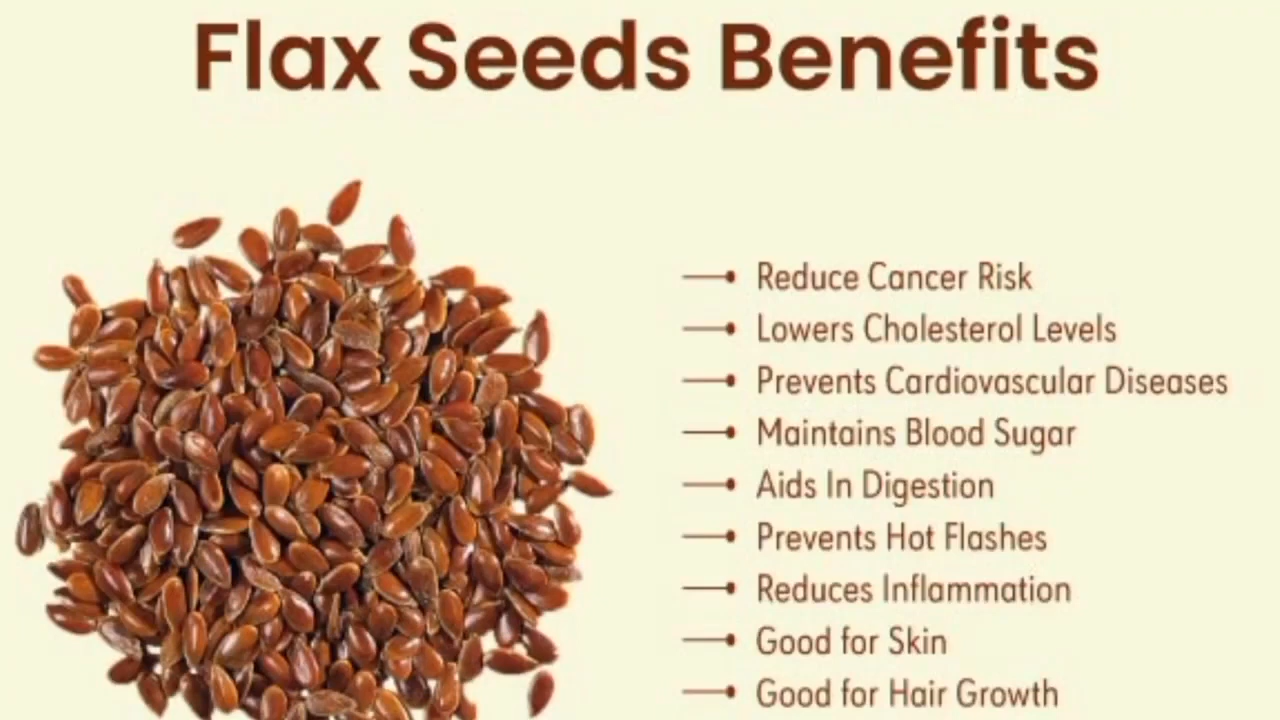 Flax Seeds Benefits
Reduce Cancer Risk
Lowers Cholesterol Levels
Prevents Cardiovascular Diseases
Maintains Blood Sugar
Aids In Digestion
Prevents Hot Flashes
Reduces Inflammation
Good for Skin
Good for Hair Growth